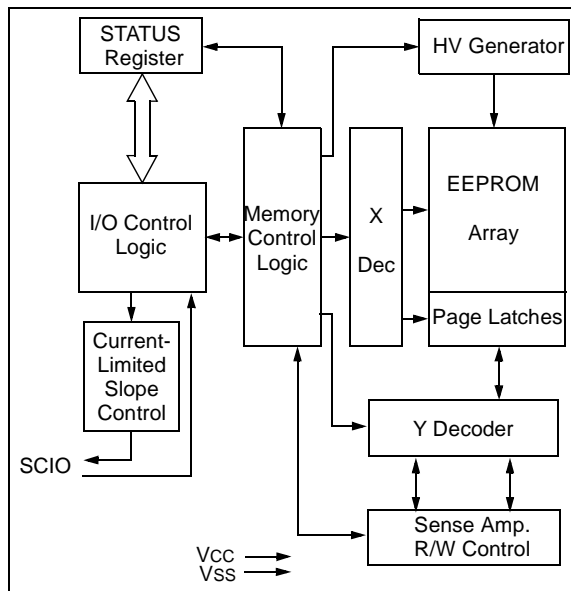 STATUS
Register
HV Generator
I/O Control
Logic
Memory
Control
Logic
X
Dec
EEPROM
Array
Page Latches
Current-
Limited
Slope
Control
Y Decoder
SCIO
Sense Amp.
R/W Control
VCC
VSS